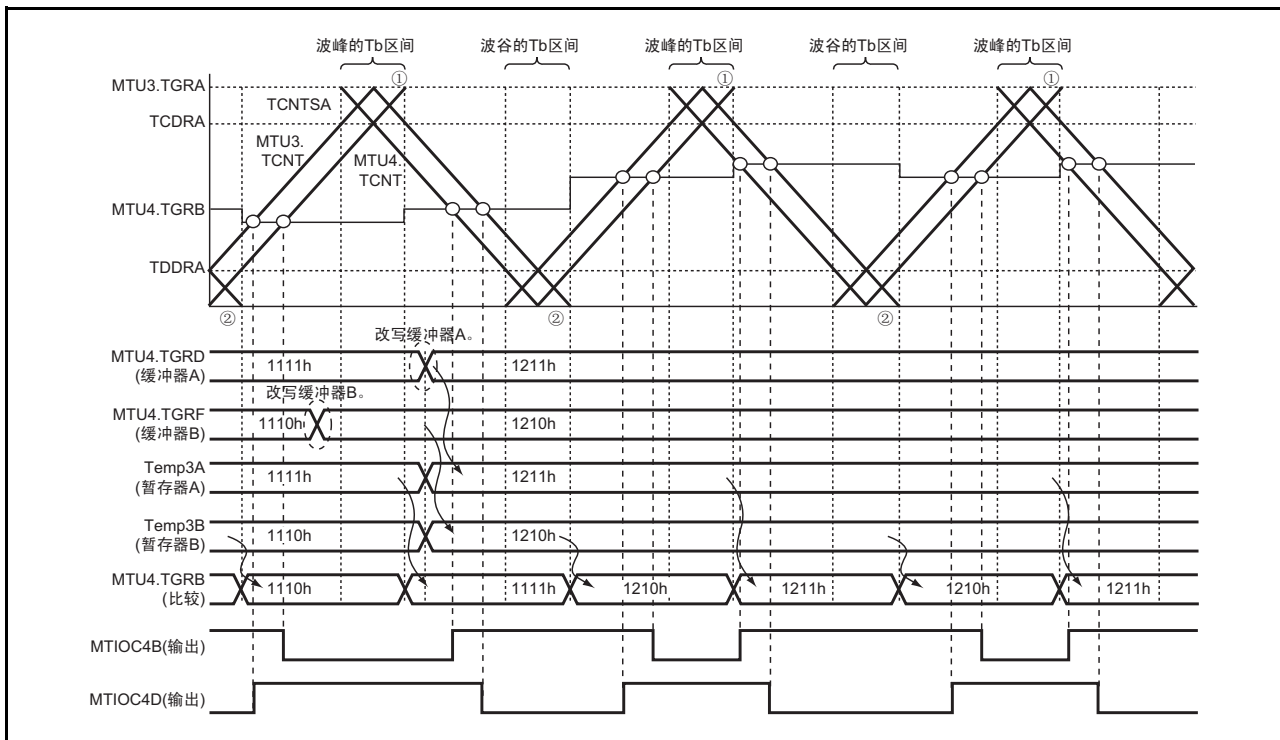 波峰的Tb区间 波谷的Tb区间 波峰的Tb区间 波谷的Tb区间 波峰的Tb区间
① ① ①
MTU3.TGRA
TCNTSA
TCDRA
MTU3.
TCNT
MTU4.
TCNT
MTU4.TGRB
TDDRA
② ② ②
改写缓冲器A。
MTU4.TGRD
(缓冲器A)
1111h 1211h
改写缓冲器B。
MTU4.TGRF
(缓冲器B)
1110h 1210h
Temp3A
(暂存器A)
1111h 1211h
Temp3B
(暂存器B)
1110h 1210h
MTU4.TGRB
(比较)
1110h 1111h 1210h 1211h 1210h 1211h
MTIOC4B(输出)
MTIOC4D(输出)